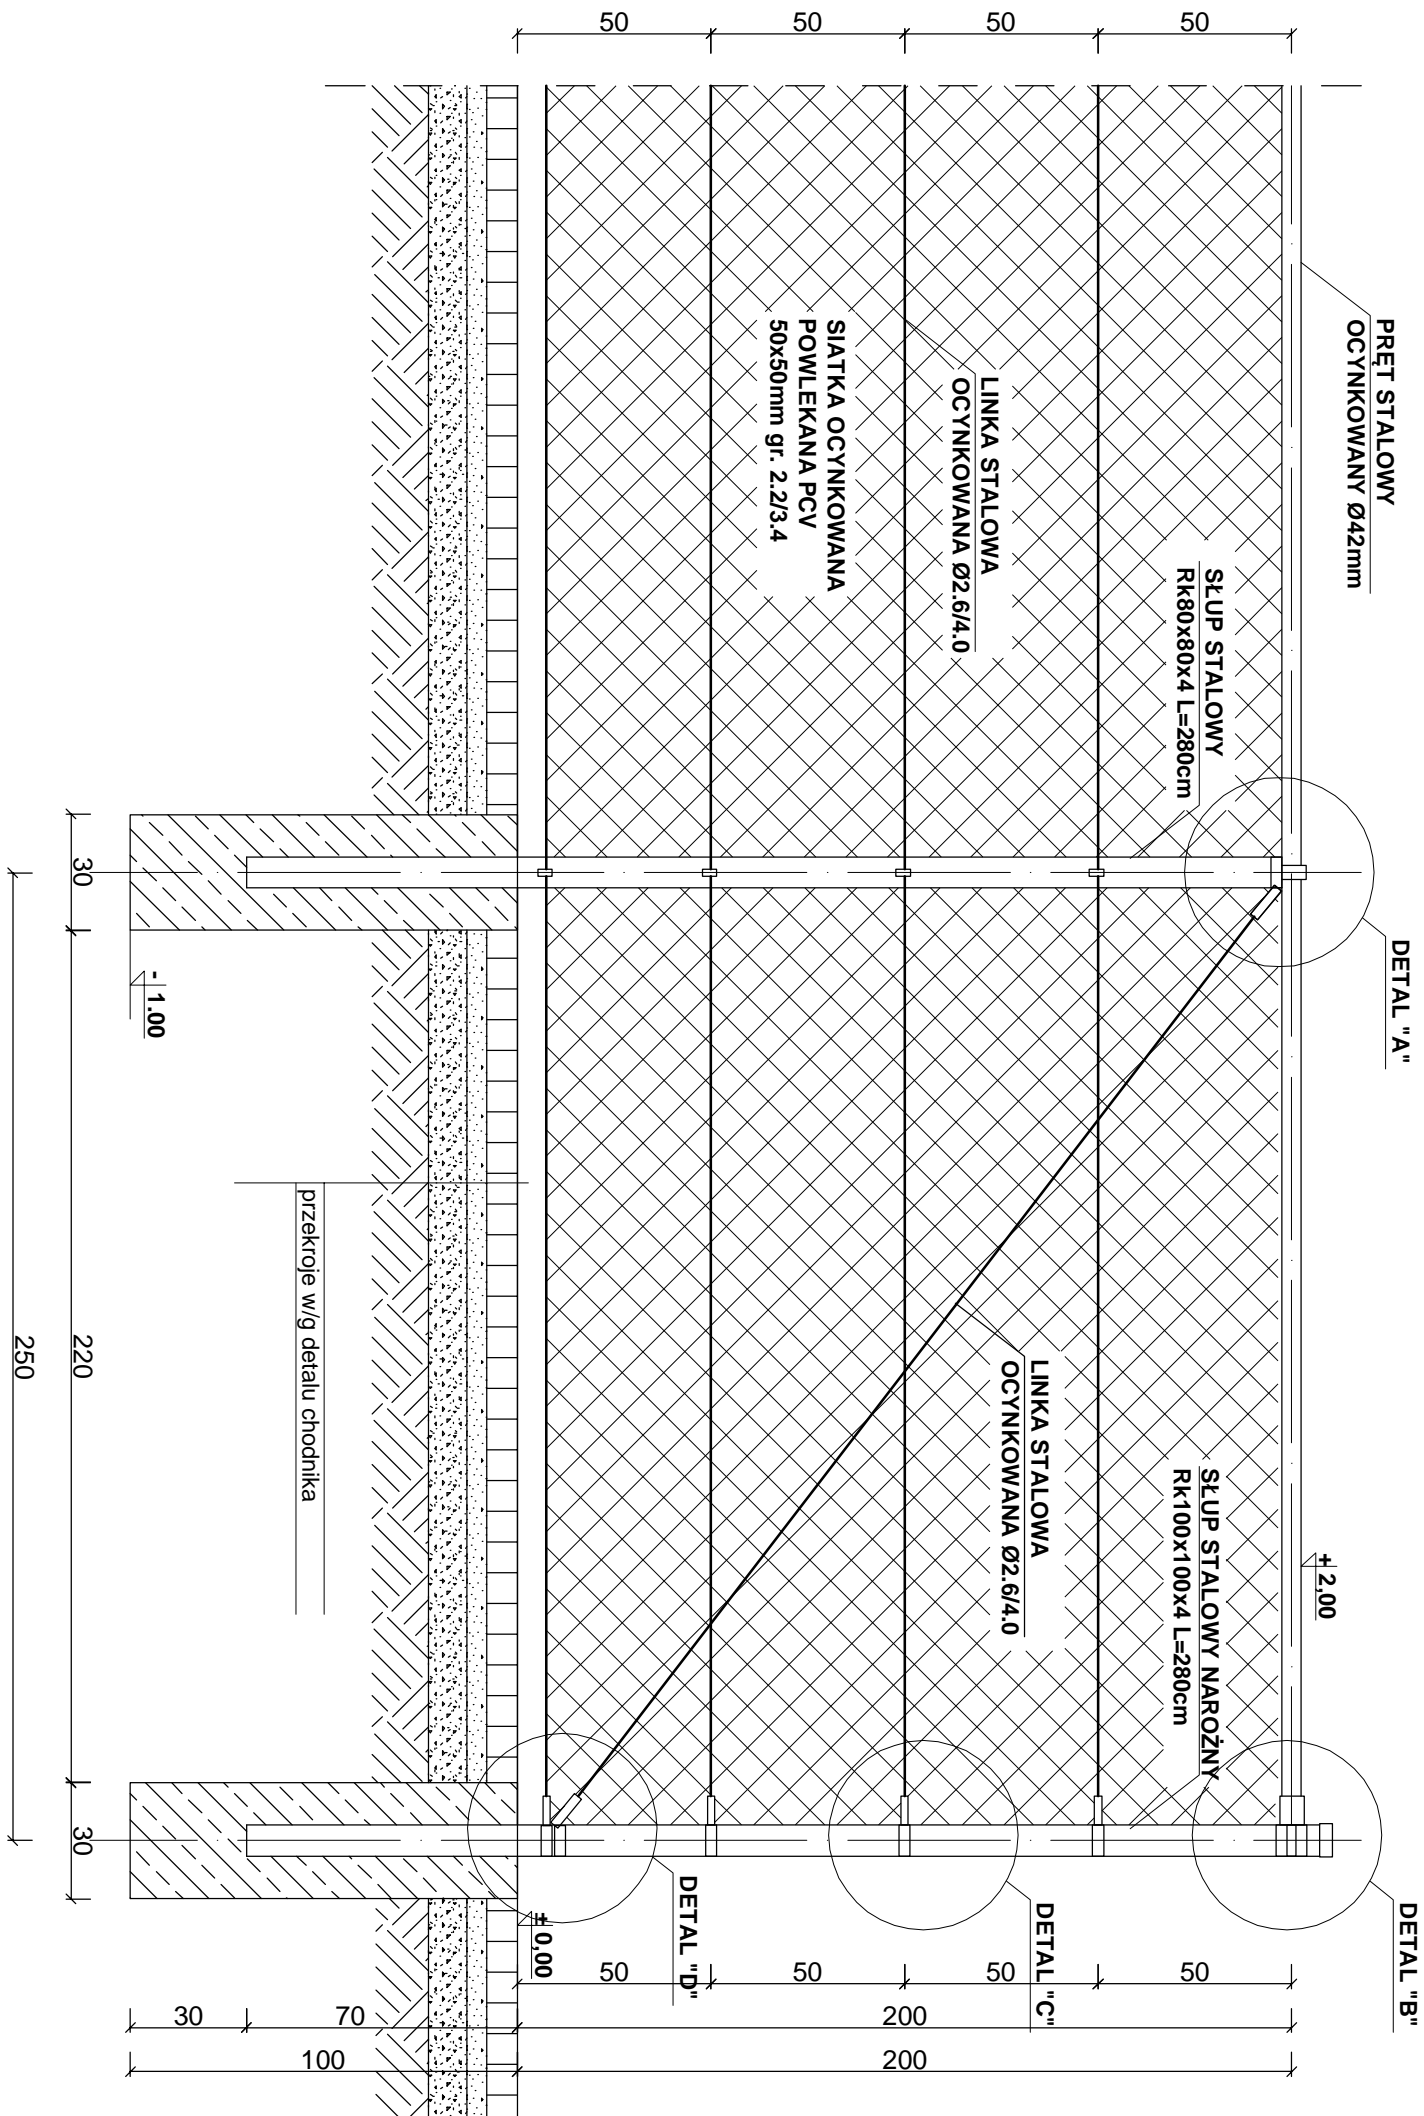 PRĘT STALOWY
OCYNKOWANY Ø42mm
DETAL "A"
+ 2,00
DETAL "B"
SŁUP STALOWY
Rk80x80x4 L=280cm
SŁUP STALOWY NAROŻNY
Rk100x100x4 L=280cm
LINKA STALOWA
OCYNKOWANA Ø2.6/4.0
LINKA STALOWA
OCYNKOWANA Ø2.6/4.0
DETAL "C"
SIATKA OCYNKOWANA
POWLEKANA PCV
50x50mm gr. 2.2/3.4
DETAL "D"
± 0,00
przekroje w/g detalu chodnika
- 1.00
50
50
50
50
50
50
50
50
200
70
30
200
100
30
220
30
250